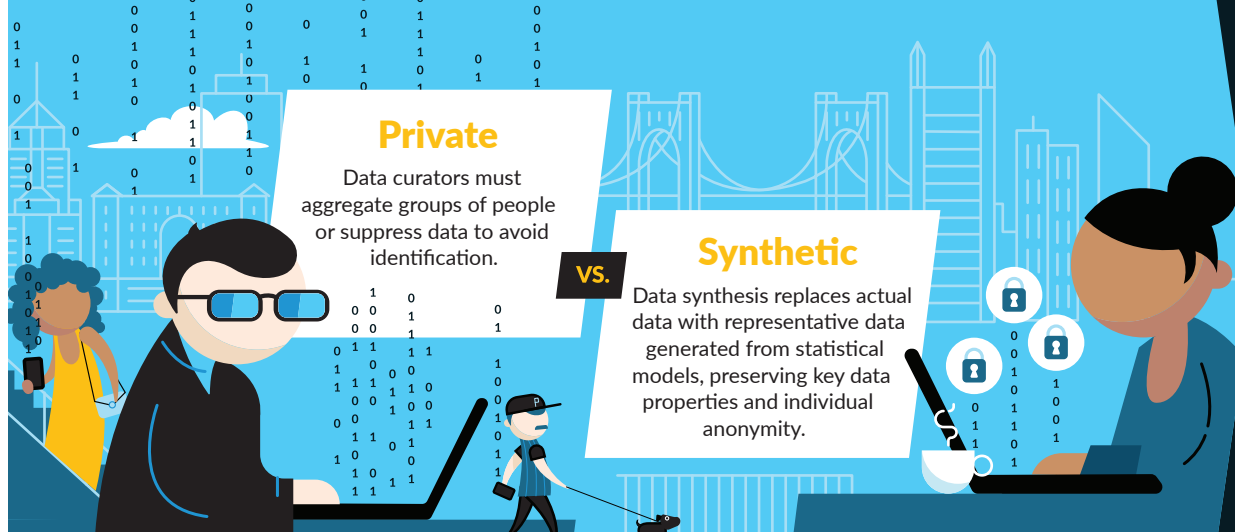 Private
Data curators must
aggregate groups of people
or suppress data to avoid
identification.
VS.
Synthetic
Data synthesis replaces actual
data with representative data
generated from statistical
models, preserving key data
properties and individual
anonymity.
P